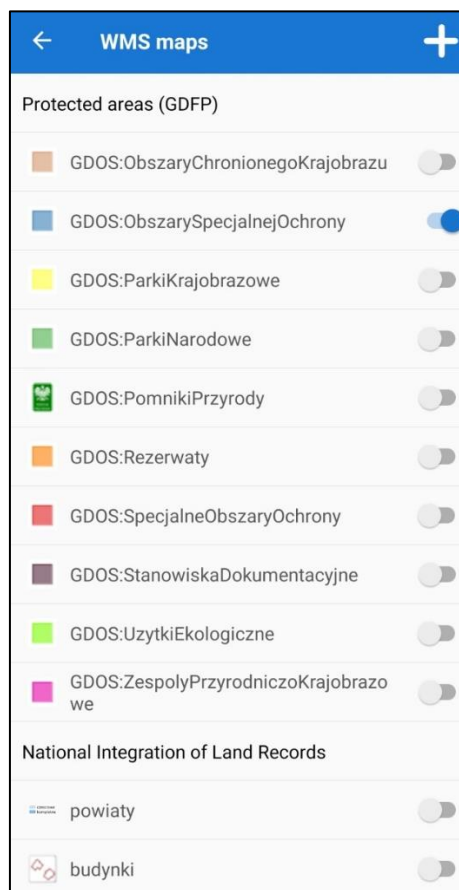 WMS maps
Protected areas (GDFP)
GDOS:ObszaryChronionegoKrajobrazu
GDOS:ObszarySpecjalnejOchrony
GDOS:ParkiKrajobrazowe
GDOS:ParkiNarodowe
GDOS:PomnikiPrzyrody
GDOS:Rezerwaty
GDOS:SpecjalneObszaryOchrony
GDOS:StanowiskaDokumentacyjne
GDOS:UzytkiEkologiczne
GDOS:ZespolyPrzyrodniczoKrajobrazo
we
National Integration of Land Records
powiaty
budynki